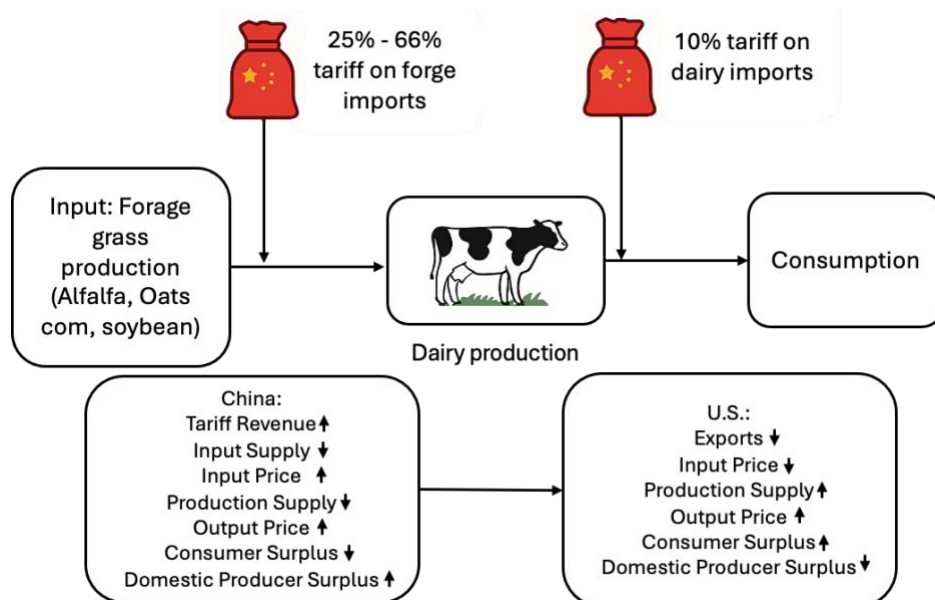 25% - 66%
tariff on forge
imports
10% tariff on
dairy imports
Input: Forage
grass
production
(Alfalfa, Oats
com, soybean)
Consumption
Dairy production
China:
Tariff Revenue
Input Supply
Input Price
Production Supply
Output Price
Consumer Surplus
Domestic Producer Surplus
U.S.:
Exports
Input Price
Production Supply
Output Price
Consumer Surplus
Domestic Producer Surplus